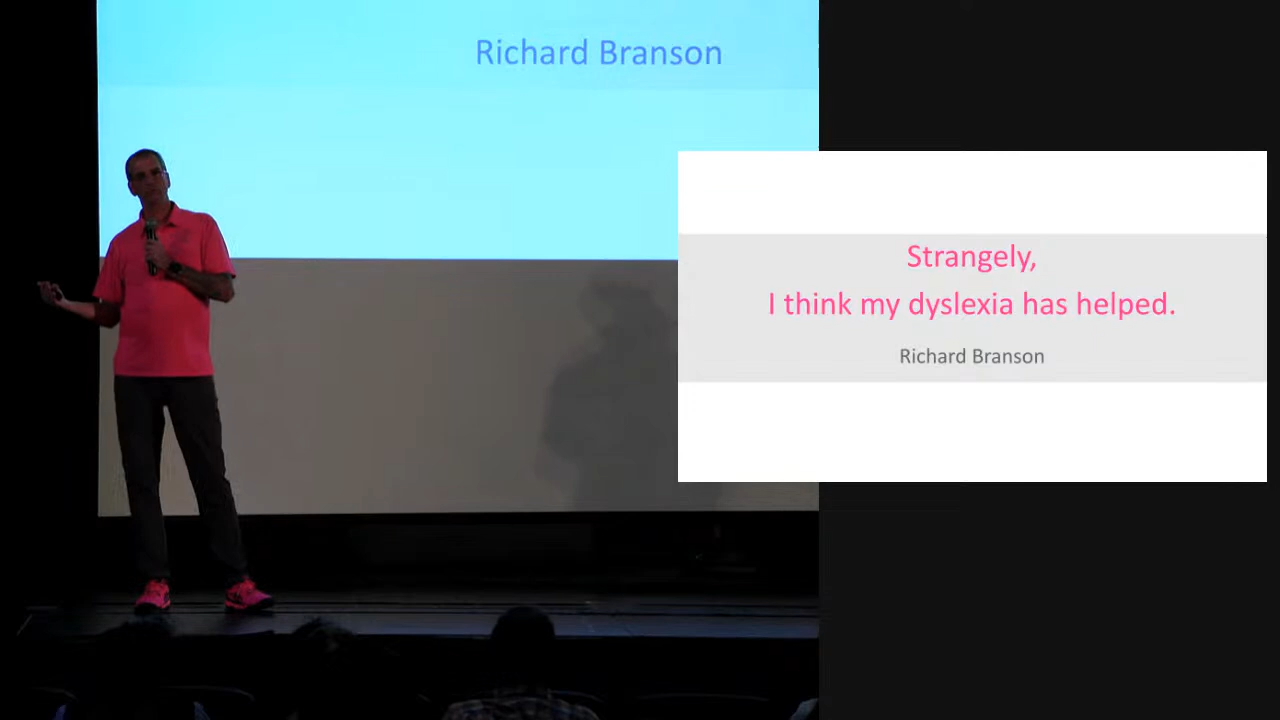 Richard Branson
Strangely,
I think my dyslexia has helped.
Richard Branson